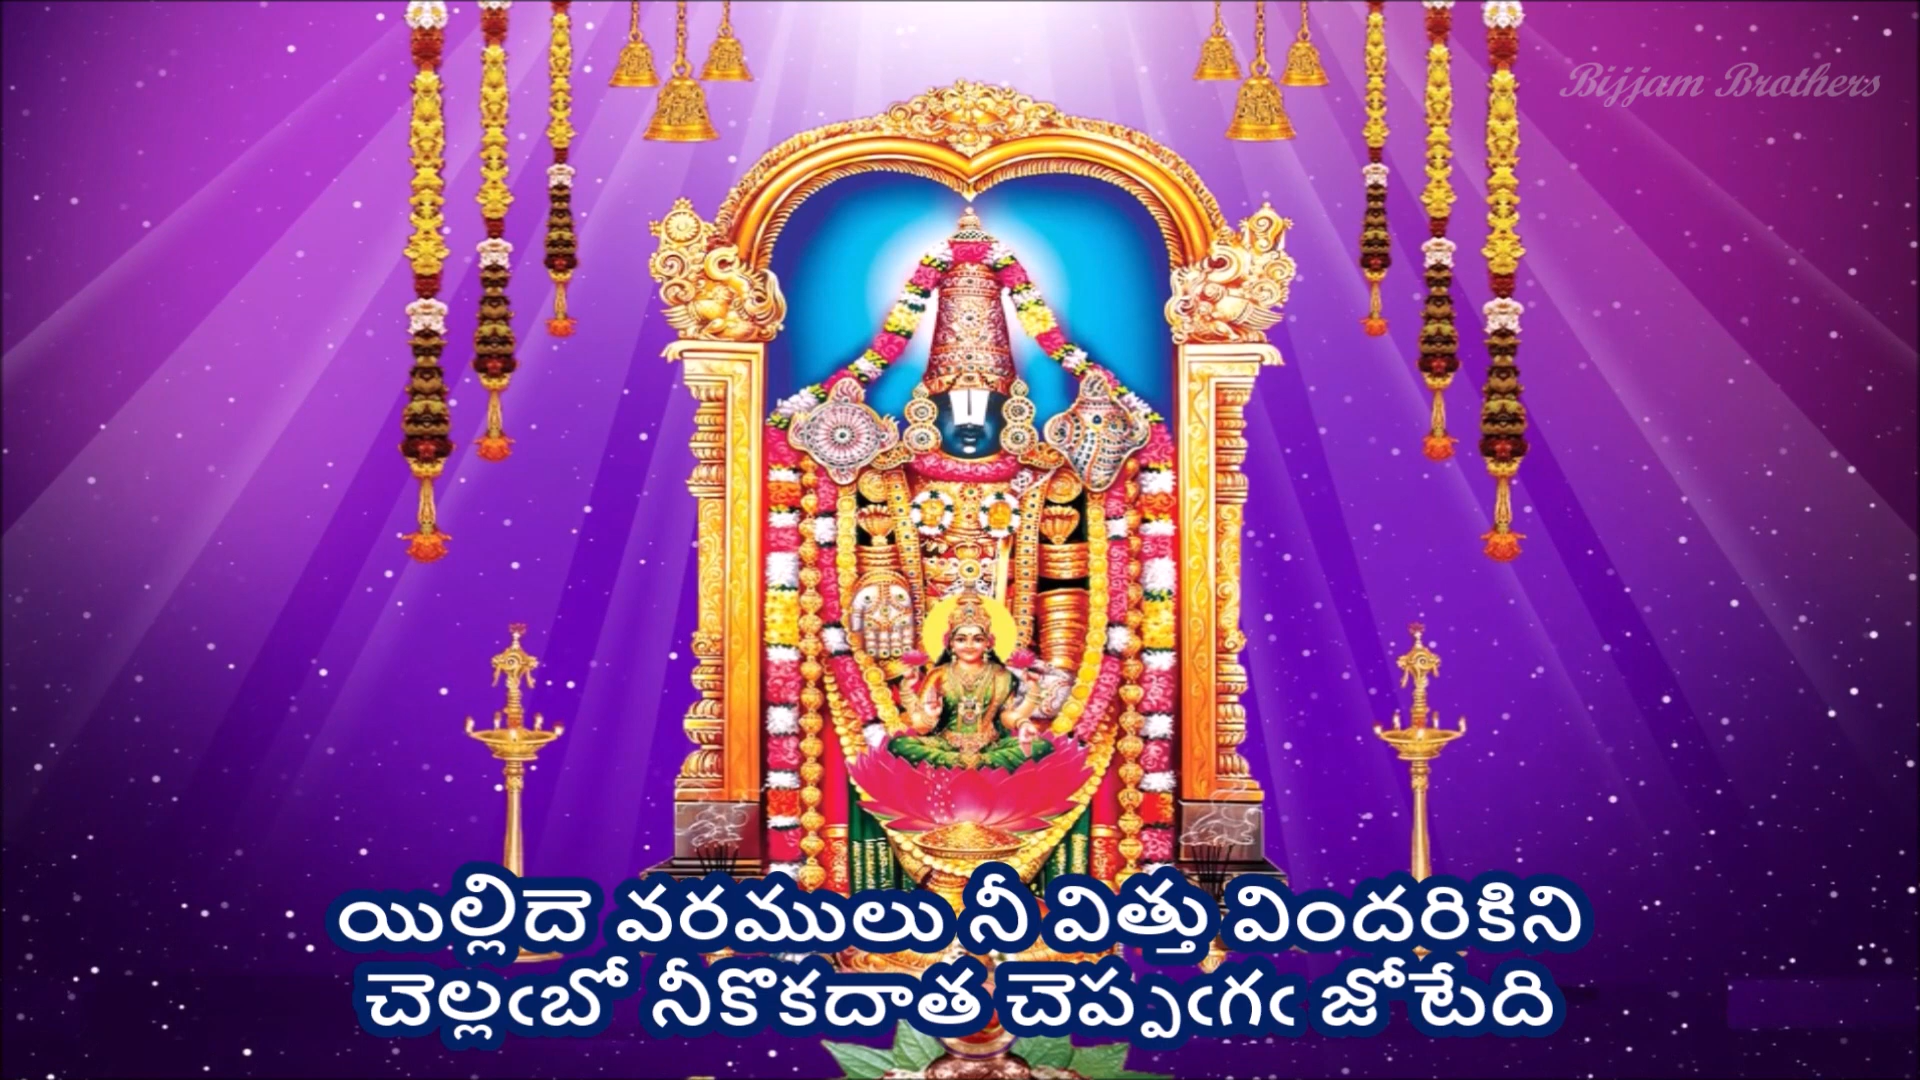 Bijjam Brothers
యిల్లిదె వరములు నీ విత్తు విందరికిని
చెల్లఁబో నీకొకదాత చెప్పఁగఁ జోటేది